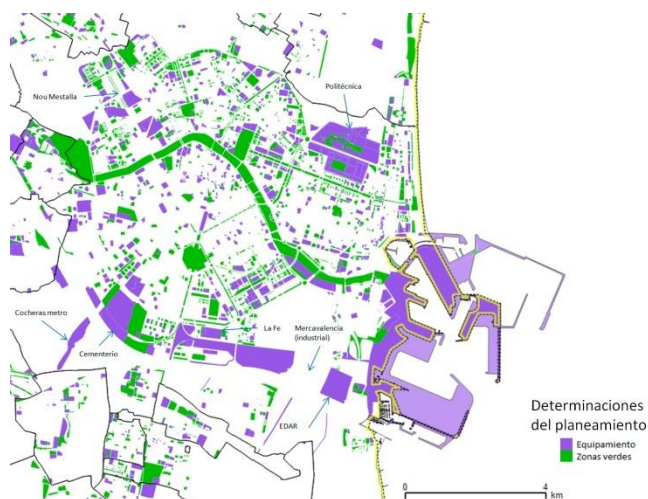 Nou Mestalla
Politécnica
Cocheras metro
Cementerio
La Fe
Mercavalencia
(industrial)
EDAR
Determinaciones
del planeamiento
Equipamiento
Zonas verdes
0 4
km